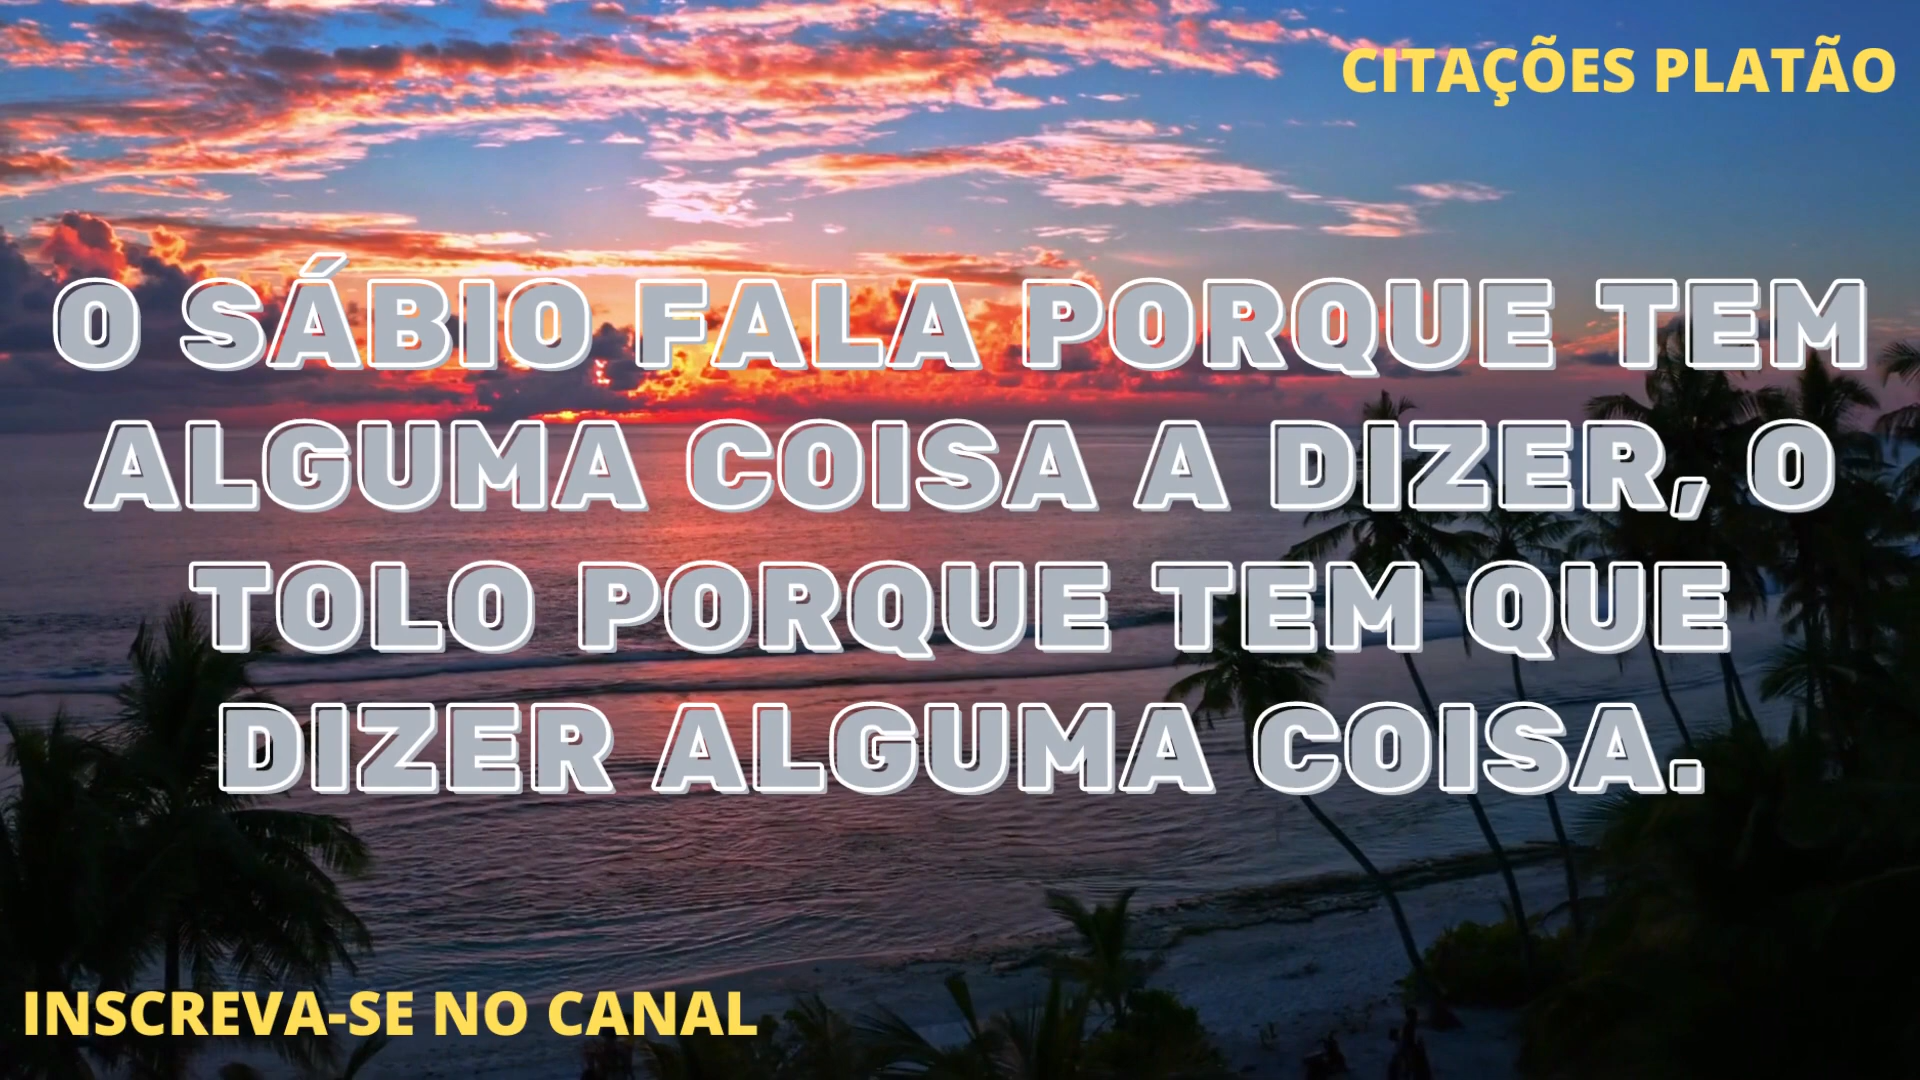 CITAÇÕES PLATÃO
O SÁBIO FALA PORQUE TEM
ALGUMA COISA A DIZER, O
TOLO PORQUE TEM QUE
DIZER ALGUMA COISA.
INSCREVA-SE NO CANAL